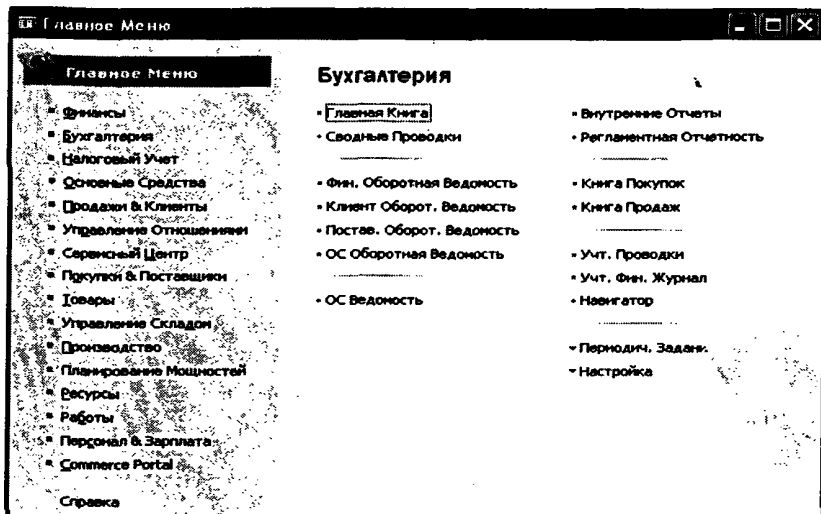 Главное Меню
Главное Меню
Финансы
Бухгалтерия
Налоговый Учет
Основные Средства
Продажи & Клиенты
Управление Отношениями
Сервисный Центр
Покупки & Поставщики
Товары
Управление Складом
Производство
Планирование Мощностей
Ресурсы
Работы
Персонал & Зарплата
Commerce Portal
Справка
Бухгалтерия
Главная Книга
Сводные Проводки
Фин. Оборотная Ведомость
Клиент Оборот. Ведомость
Постав. Оборот. Ведомость
ОС Оборотная Ведомость
ОС Ведомость
Внутренние Отчеты
Регламентная Отчетность
Книга Покупок
Книга Продаж
Учт. Проводки
Учт. Фин. Журнал
Навигатор
Периодич. Задани.
Настройка